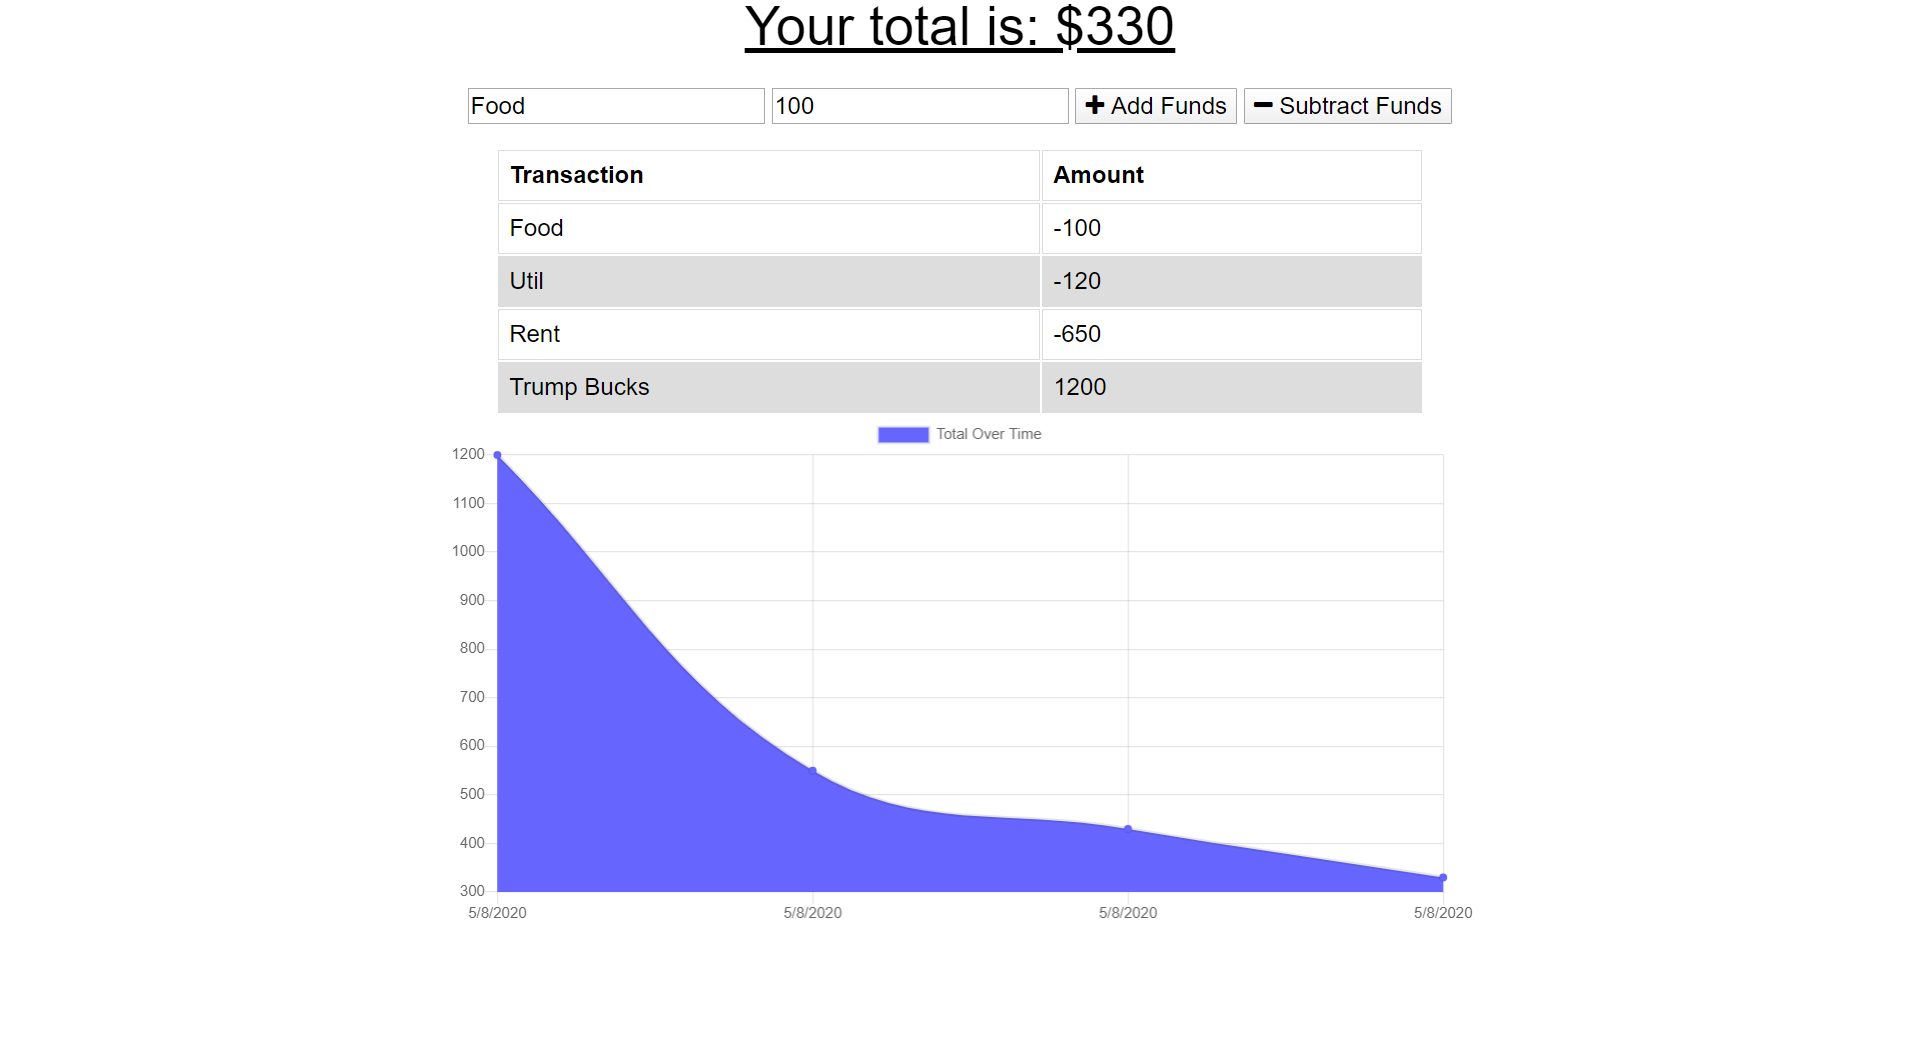 Your total is: $330
Food 100 Add Funds Subtract Funds
Transaction Amount
Food -100
Util -120
Rent -650
Trump Bucks 1200
Total Over Time
1200
1100
1000
900
800
700
600
500
400
300
5/8/2020 5/8/2020 5/8/2020 5/8/2020